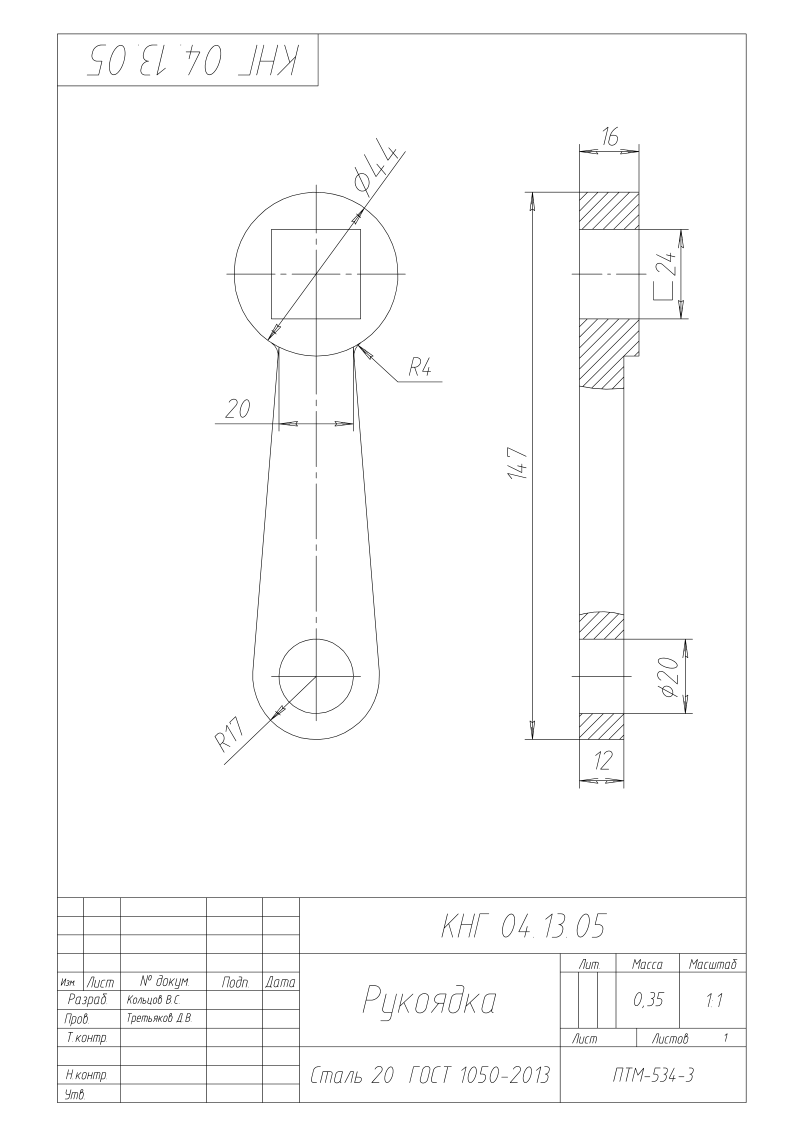 КНГ 04.13.05
16
Ф44
□24
R4
20
147
Ф20
R17
12
КНГ 04.13.05
Лит. Масса Масштаб
Изм Лист № докум. Подп. Дата
Разраб Кольцов В.С. Рукоядка 0,35 1:1
Пров. Третьяков Д.В.
Т.контр. Лист Листов 1
Н.контр. Сталь 20 ГОСТ 1050-2013 ПТМ-534-3
Утв.